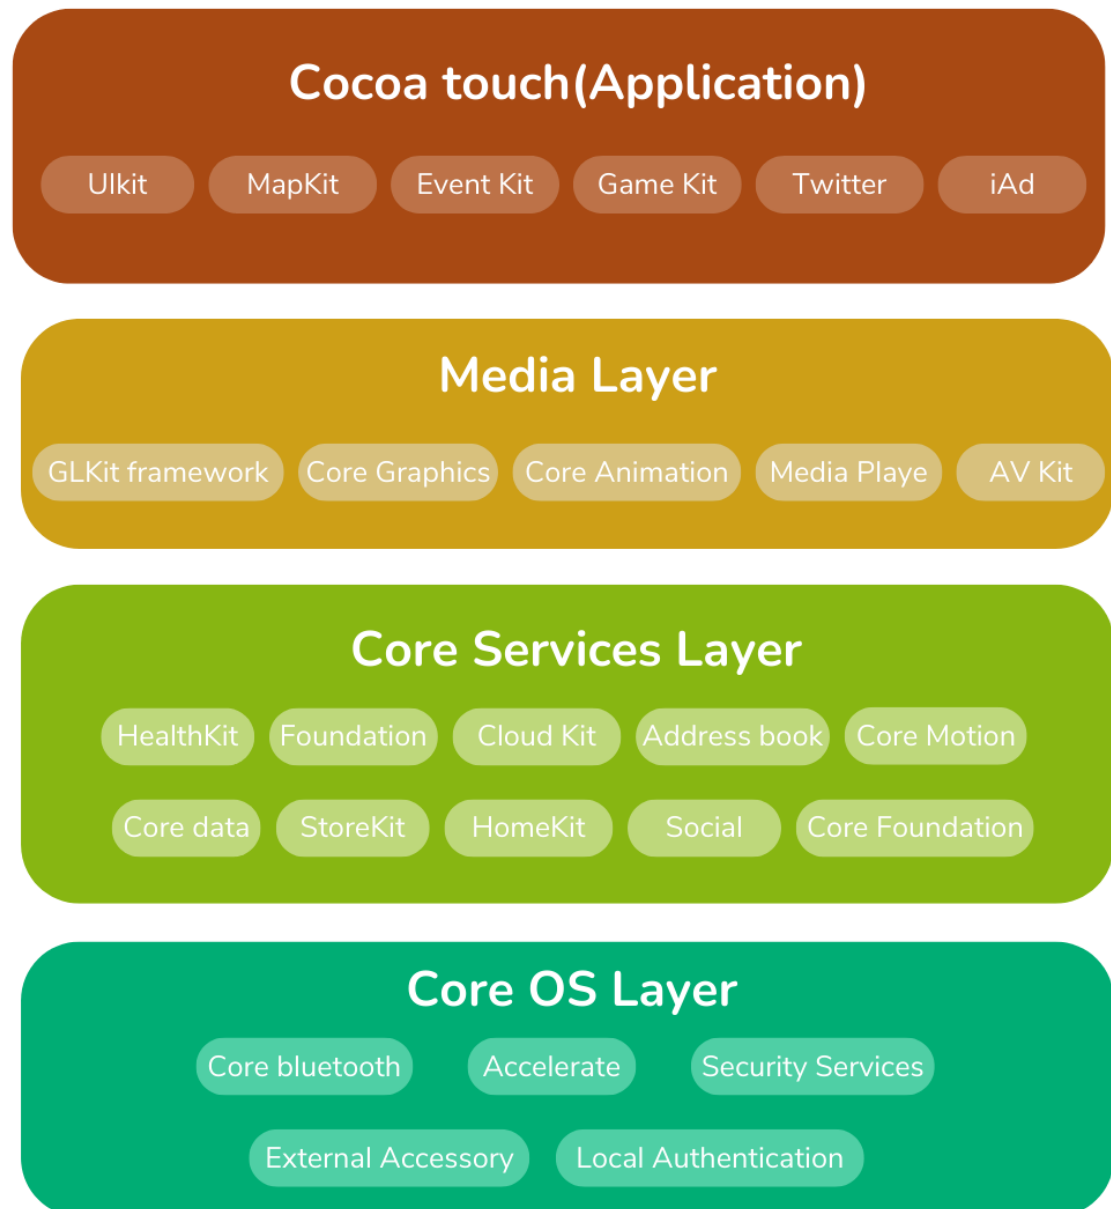 Cocoa touch(Application)
UIkit MapKit Event Kit Game Kit Twitter iAd
Media Layer
GLKit framework Core Graphics Core Animation Media Playe AV Kit
Core Services Layer
HealthKit Foundation Cloud Kit Address book Core Motion
Core data StoreKit HomeKit Social Core Foundation
Core OS Layer
Core bluetooth Accelerate Security Services
External Accessory Local Authentication